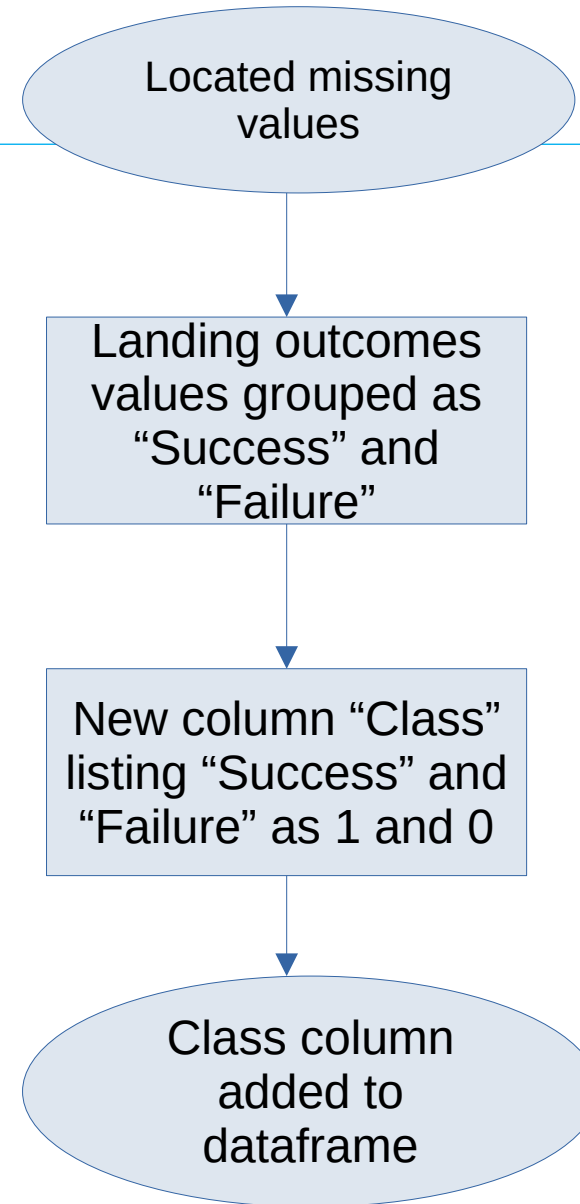 Located missing
values
Landing outcomes
values grouped as
“Success” and
“Failure”
New column “Class”
listing “Success” and
“Failure” as 1 and 0
Class column
added to
dataframe